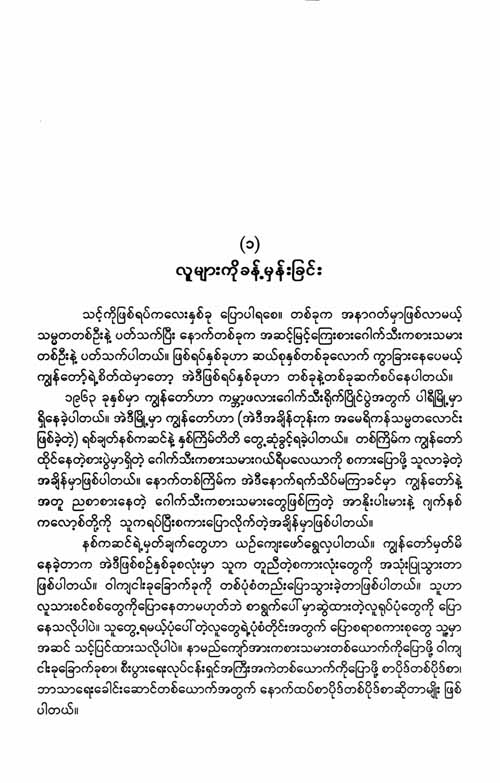 (၁)
လူများကိုခန့်မှန်းခြင်း
သင့်ကိုဖြစ်ရပ်ကလေးနှစ်ခု ပြောပါရစေ။ တစ်ခုက အနာဂတ်မှာဖြစ်လာမယ့်
သမ္မတတစ်ဦးနဲ့ ပတ်သက်ပြီး နောက်တစ်ခုက အဆင့်မြင့်ကြေးစားဂေါက်သီးကစားသမား
တစ်ဦးနဲ့ ပတ်သက်ပါတယ်။ ဖြစ်ရပ်နှစ်ခုဟာ ဆယ်စုနှစ်တစ်ခုလောက် ကွာခြားနေပေမယ့်
ကျွန်တော့်ရဲ့စိတ်ထဲမှာတော့ အဲဒီဖြစ်ရပ်နှစ်ခုဟာ တစ်ခုနဲ့တစ်ခုဆက်စပ်နေပါတယ်။
၁၉၆၃ ခုနှစ်မှာ ကျွန်တော်ဟာ ကမ္ဘာ့ဖလားဂေါက်သီးရိုက်ပြိုင်ပွဲအတွက် ပါရီမြို့မှာ
ရှိနေခဲ့ပါတယ်။ အဲဒီမြို့မှာ ကျွန်တော်ဟာ (အဲဒီအချိန်တုန်းက အမေရိကန်သမ္မတလောင်း
ဖြစ်ခဲ့တဲ့) ရစ်ချတ်နစ်ကဆင်နဲ့ နှစ်ကြိမ်တိတိ တွေ့ဆုံခွင့်ရခဲ့ပါတယ်။ တစ်ကြိမ်က ကျွန်တော်
ထိုင်နေတဲ့စားပွဲမှာရှိတဲ့ ဂေါက်သီးကစားသမားဂယ်ရီပလေယာကို စကားပြောဖို့ သူလာခဲ့တဲ့
အချိန်မှာဖြစ်ပါတယ်။ နောက်တစ်ကြိမ်က အဲဒီနောက်ရက်သိပ်မကြာခင်မှာ ကျွန်တော်နဲ့
အတူ ညစာစားနေတဲ့ ဂေါက်သီးကစားသမားတွေဖြစ်ကြတဲ့ အာနိုးပါးမားနဲ့ ဂျက်နစ်
ကလော့စ်တို့ကို သူကရပ်ပြီးစကားပြောလိုက်တဲ့အချိန်မှာဖြစ်ပါတယ်။
နစ်ကဆင်ရဲ့မှတ်ချက်တွေဟာ ယဉ်ကျေးဖော်ရွေလှပါတယ်။ ကျွန်တော်မှတ်မိ
နေခဲ့တာက အဲဒီဖြစ်စဉ်နှစ်ခုစလုံးမှာ သူက တူညီတဲ့စကားလုံးတွေကို အသုံးပြုသွားတာ
ဖြစ်ပါတယ်။ ဝါကျငါးခုခြောက်ခုကို တစ်ပုံစံတည်းပြောသွားခဲ့တာဖြစ်ပါတယ်။ သူဟာ
လူသားစင်စစ်တွေကိုပြောနေတာမဟုတ်ဘဲ စာရွက်ပေါ်မှာဆွဲထားတဲ့လူရုပ်ပုံတွေကို ပြော
နေသလိုပါပဲ။ သူတွေ့ရမယ့်ပုံပေါ်တဲ့လူတွေရဲ့ပုံစံတိုင်းအတွက် ပြောစရာစကားစုတွေ သူ့မှာ
အဆင် သင့်ပြင်ထားသလိုပါပဲ။ နာမည်ကျော်အားကစားသမားတစ်ယောက်ကိုပြောဖို့ ဝါကျ
ငါးခုခြောက်ခုစာ၊ စီးပွားရေးလုပ်ငန်းရှင်အကြီးအကဲတစ်ယောက်ကိုပြောဖို့ စာပိုဒ်တစ်ပိုဒ်စာ၊
ဘာသာရေးခေါင်းဆောင်တစ်ယောက်အတွက် နောက်ထပ်စာပိုဒ်တစ်ပိုဒ်စာဆိုတာမျိုး ဖြစ်
ပါတယ်။